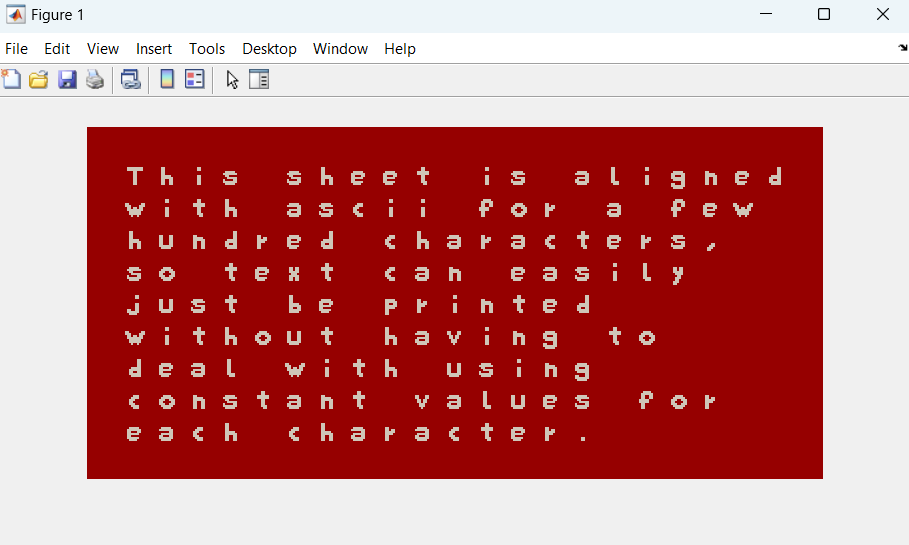 Figure 1
File Edit View Insert Tools Desktop Window Help
This sheet is aligned
with ascii for a few
hundred characters,
so text can easily
just be printed
without having to
deal with using
constant values for
each character.